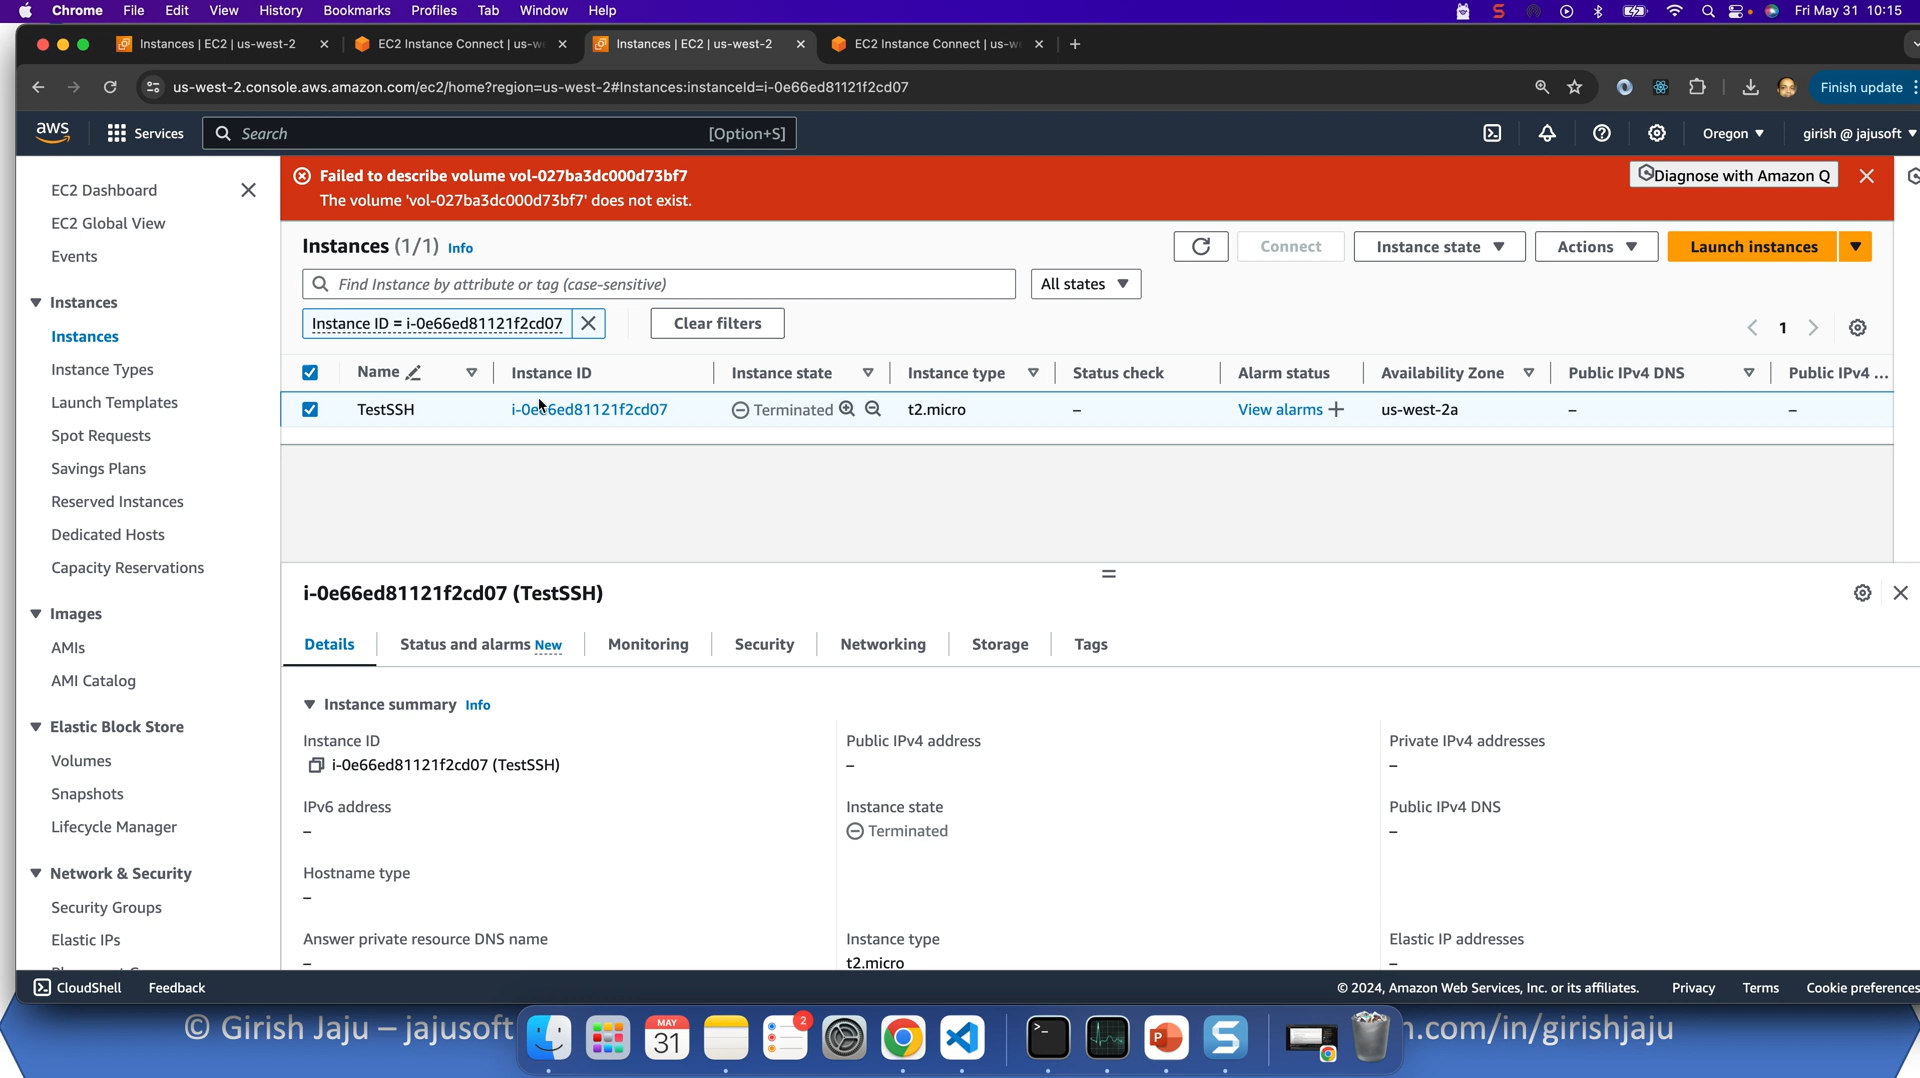 Chrome File Edit View History Bookmarks Profiles Tab Window Help Fri May 31 10:15
Instances | EC2 | us-west-2 EC2 Instance Connect | us-w Instances | EC2 | us-west-2 EC2 Instance Connect | us-w
us-west-2.console.aws.amazon.com/ec2/home?region=us-west-2#Instances:instanceId=i-0e66ed81121f2cd07 Finish update
aws Services Search [Option+S] Oregon girish @ jajusoft
EC2 Dashboard
EC2 Global View
Events
Instances
Instances
Instance Types
Launch Templates
Spot Requests
Savings Plans
Reserved Instances
Dedicated Hosts
Capacity Reservations
Images
AMIs
AMI Catalog
Elastic Block Store
Volumes
Snapshots
Lifecycle Manager
Network & Security
Security Groups
Elastic IPs
Failed to describe volume vol-027ba3dc000d73bf7 Diagnose with Amazon Q
The volume 'vol-027ba3dc000d73bf7' does not exist.
Instances (1/1) Info Connect Instance state Actions Launch instances
Find Instance by attribute or tag (case-sensitive) All states
Instance ID = i-0e66ed81121f2cd07 Clear filters 1
Name Instance ID Instance state Instance type Status check Alarm status Availability Zone Public IPv4 DNS Public IPv4 ...
TestSSH i-0e66ed81121f2cd07 Terminated t2.micro – View alarms us-west-2a – –
i-0e66ed81121f2cd07 (TestSSH)
Details Status and alarms New Monitoring Security Networking Storage Tags
Instance summary Info
Instance ID Public IPv4 address Private IPv4 addresses
i-0e66ed81121f2cd07 (TestSSH) – –
IPv6 address Instance state Public IPv4 DNS
– Terminated –
Hostname type
–
Answer private resource DNS name Instance type Elastic IP addresses
– t2.micro –
CloudShell Feedback © 2024, Amazon Web Services, Inc. or its affiliates. Privacy Terms Cookie preferences
© Girish Jaju – jajusoft MAY 31 2 .com/in/girishjaju